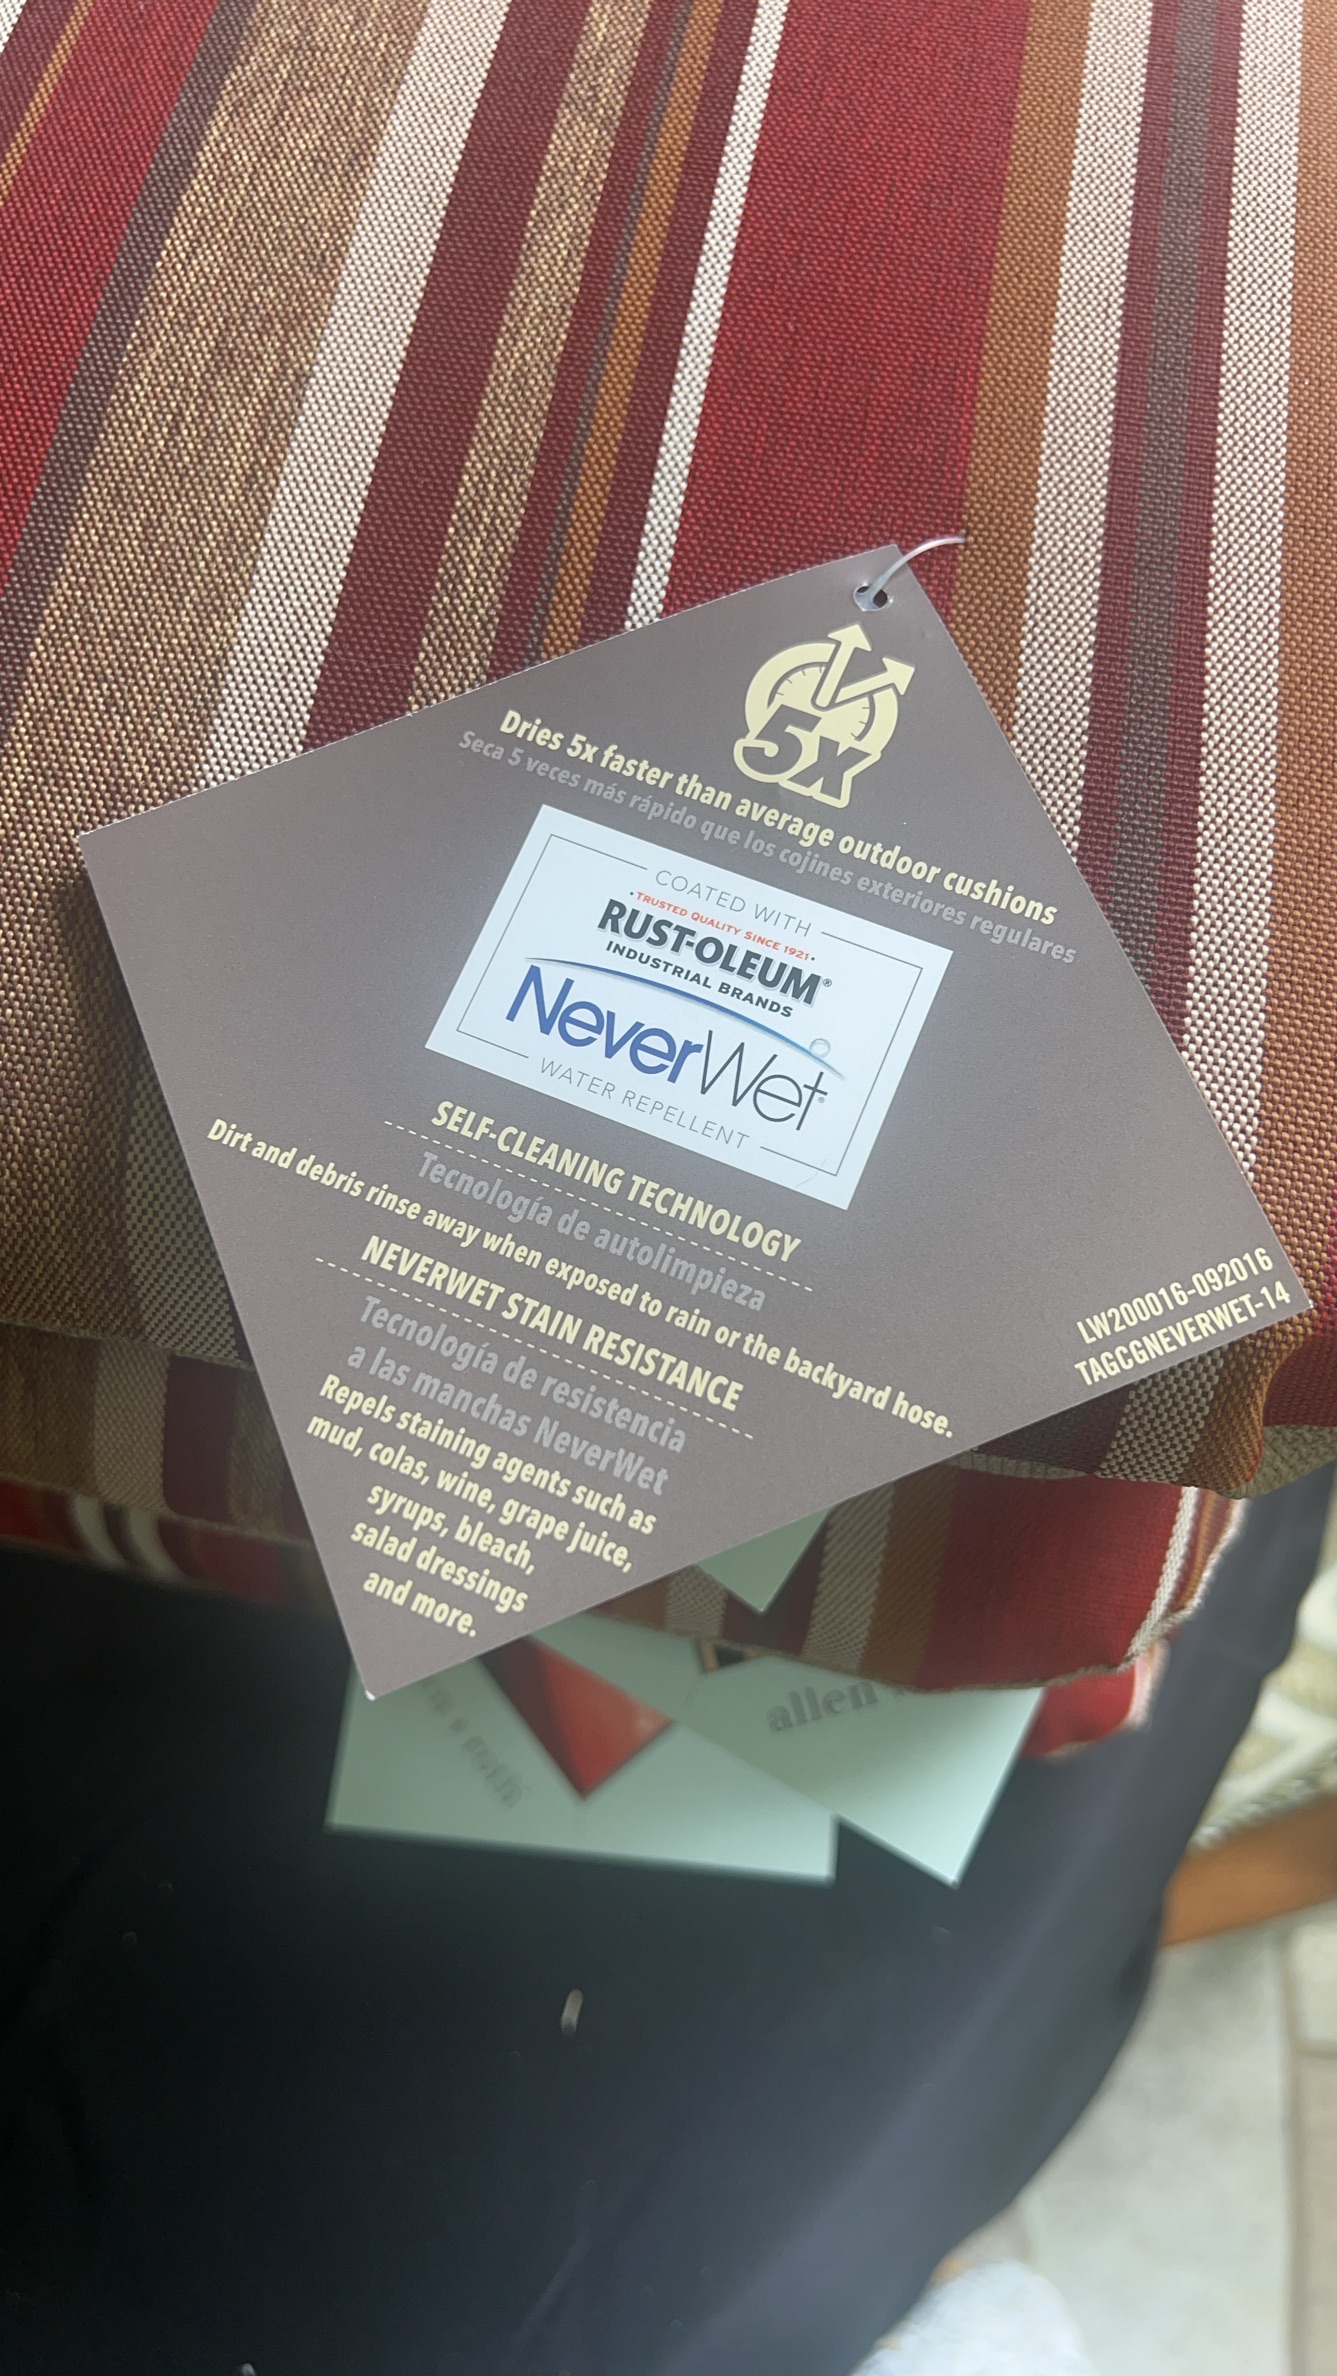 5x
Dries 5x faster than average outdoor cushions
Seca 5 veces más rápido que los cojines exteriores regulares
COATED WITH
·TRUSTED QUALITY SINCE 1921·
RUST-OLEUM®
INDUSTRIAL BRANDS
NeverWet®
WATER REPELLENT
SELF-CLEANING TECHNOLOGY
Tecnología de autolimpieza
Dirt and debris rinse away when exposed to rain or the backyard hose.
NEVERWET STAIN RESISTANCE
Tecnología de resistencia
a las manchas NeverWet
Repels staining agents such as
mud, colas, wine, grape juice,
syrups, bleach,
salad dressings
and more.
LW200016-092016
TAGCGNEVERWET-14
allen